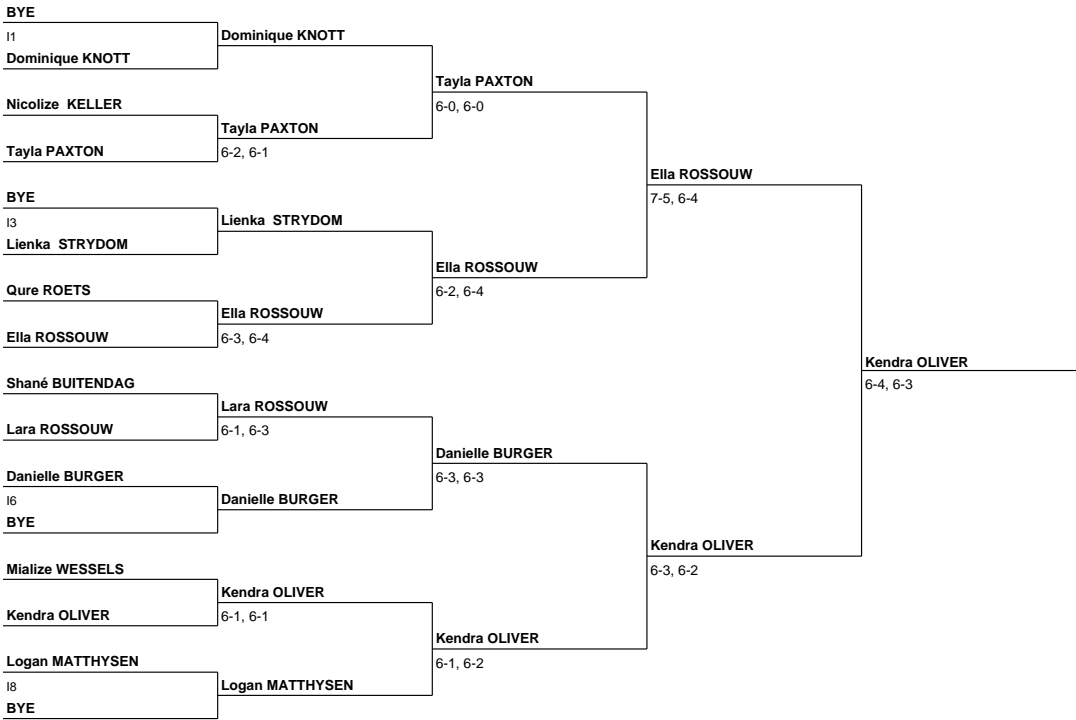 BYE
I1
Dominique KNOTT
Nicolize KELLER
Tayla PAXTON
BYE
I3
Lienka STRYDOM
Qure ROETS
Ella ROSSOUW
Shané BUITENDAG
Lara ROSSOUW
Danielle BURGER
I6
BYE
Mialize WESSELS
Kendra OLIVER
Logan MATTHYSEN
I8
BYE
Dominique KNOTT
Tayla PAXTON
6-2, 6-1
Lienka STRYDOM
Ella ROSSOUW
6-3, 6-4
Lara ROSSOUW
6-1, 6-3
Danielle BURGER
Kendra OLIVER
6-1, 6-1
Logan MATTHYSEN
Tayla PAXTON
6-0, 6-0
Ella ROSSOUW
6-2, 6-4
Danielle BURGER
6-3, 6-3
Kendra OLIVER
6-1, 6-2
Ella ROSSOUW
7-5, 6-4
Kendra OLIVER
6-3, 6-2
Kendra OLIVER
6-4, 6-3